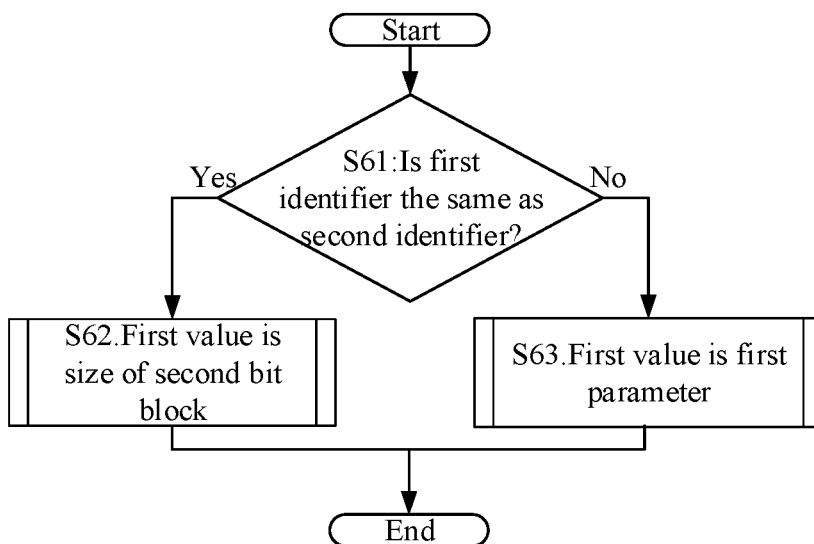 Start
S61:Is first
identifier the same as
second identifier?
Yes
No
S62.First value is
size of second bit
block
S63.First value is first
parameter
End